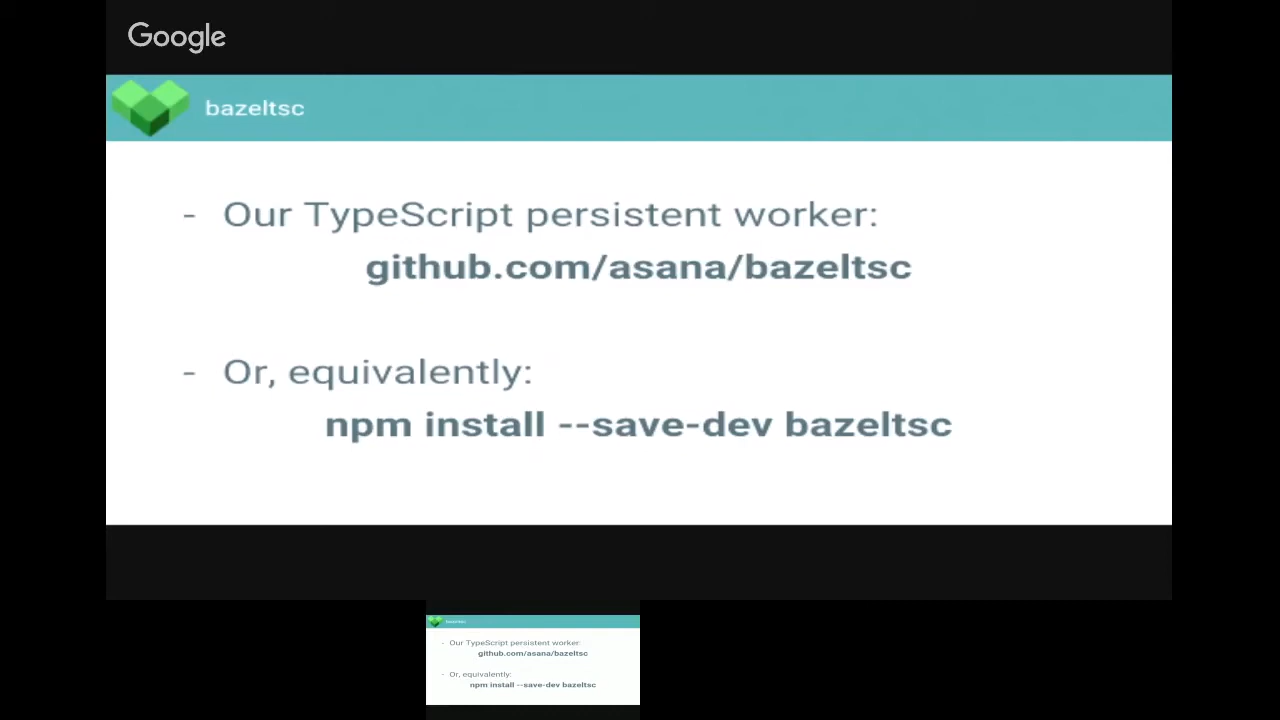 Google
bazeltsc
- Our TypeScript persistent worker:
github.com/asana/bazeltsc
- Or, equivalently:
npm install --save-dev bazeltsc
bazeltsc
- Our TypeScript persistent worker:
github.com/asana/bazeltsc
- Or, equivalently:
npm install --save-dev bazeltsc